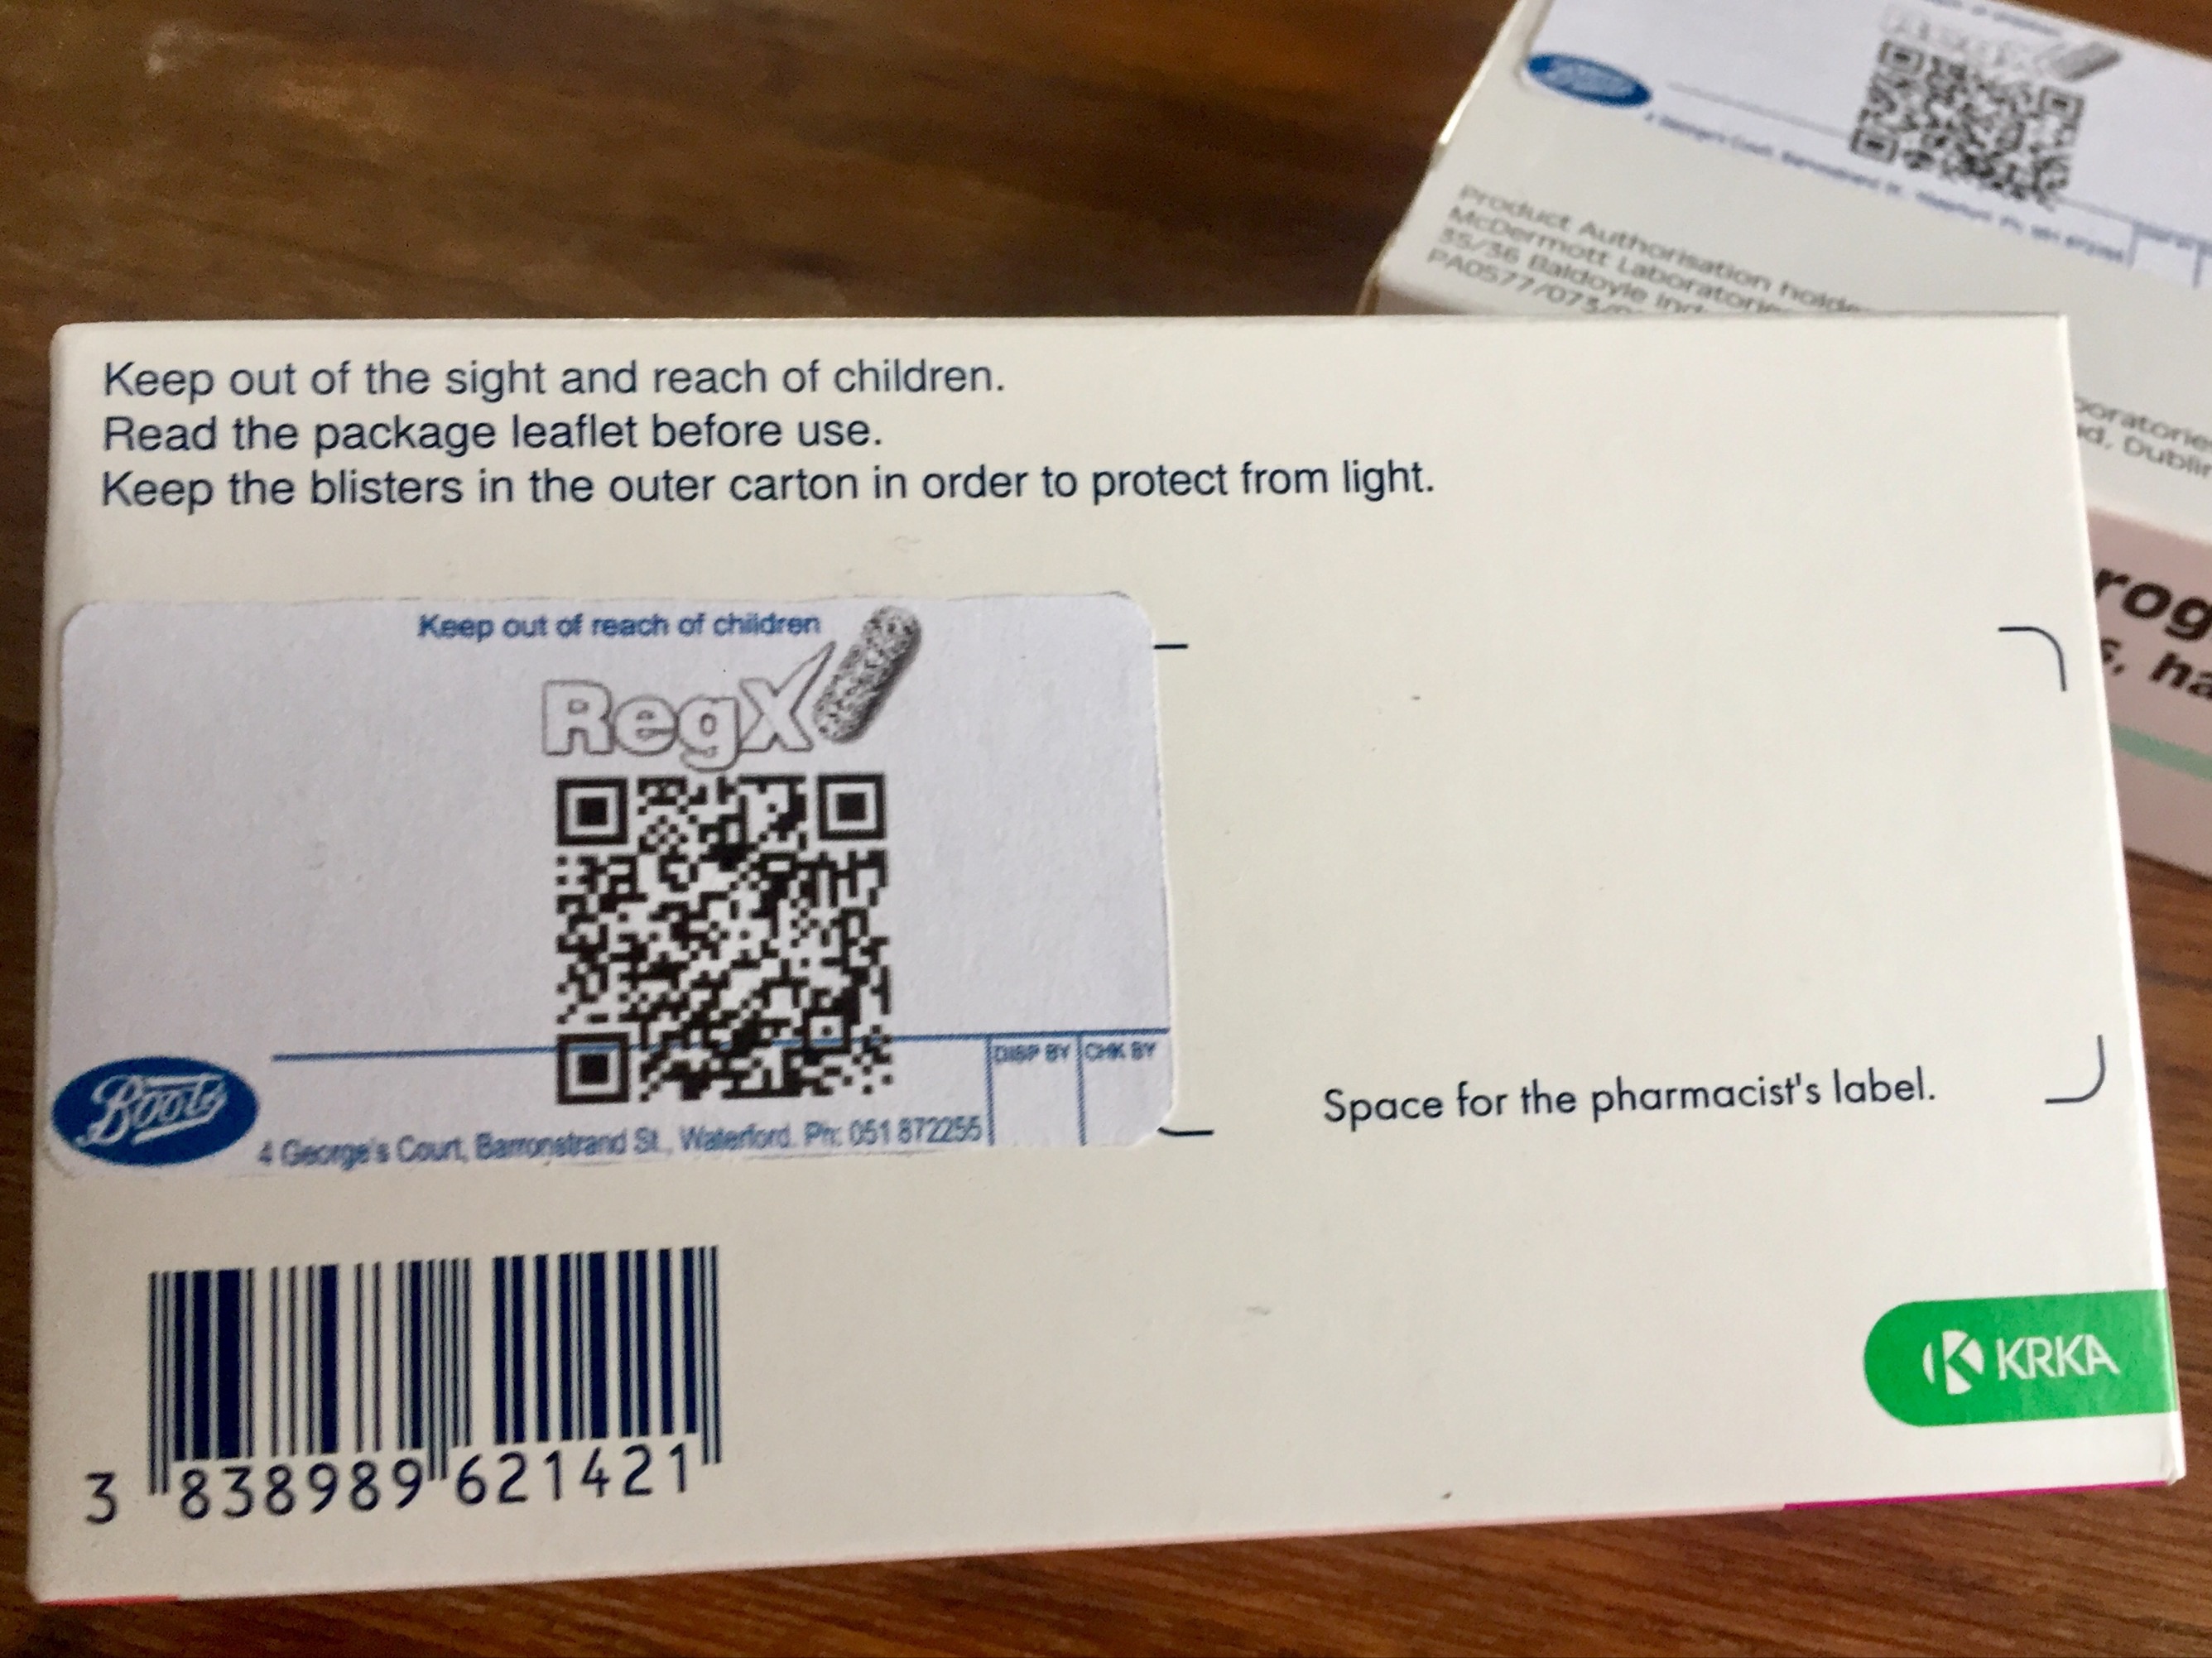 Keep out of the sight and reach of children.
Read the package leaflet before use.
Keep the blisters in the outer carton in order to protect from light.
Keep out of reach of children
RegX
DISP BY
CHK BY
Boots
4 George's Court, Barronstrand St., Waterford. Ph: 051 872255
Space for the pharmacist's label.
3 838989 621421
KRKA
Product Authorisation holde
McDermott Laboratorie
35/36 Baldoyle Ind
PA0577/073/
oratorie
d, Dublin
rog
s, ha